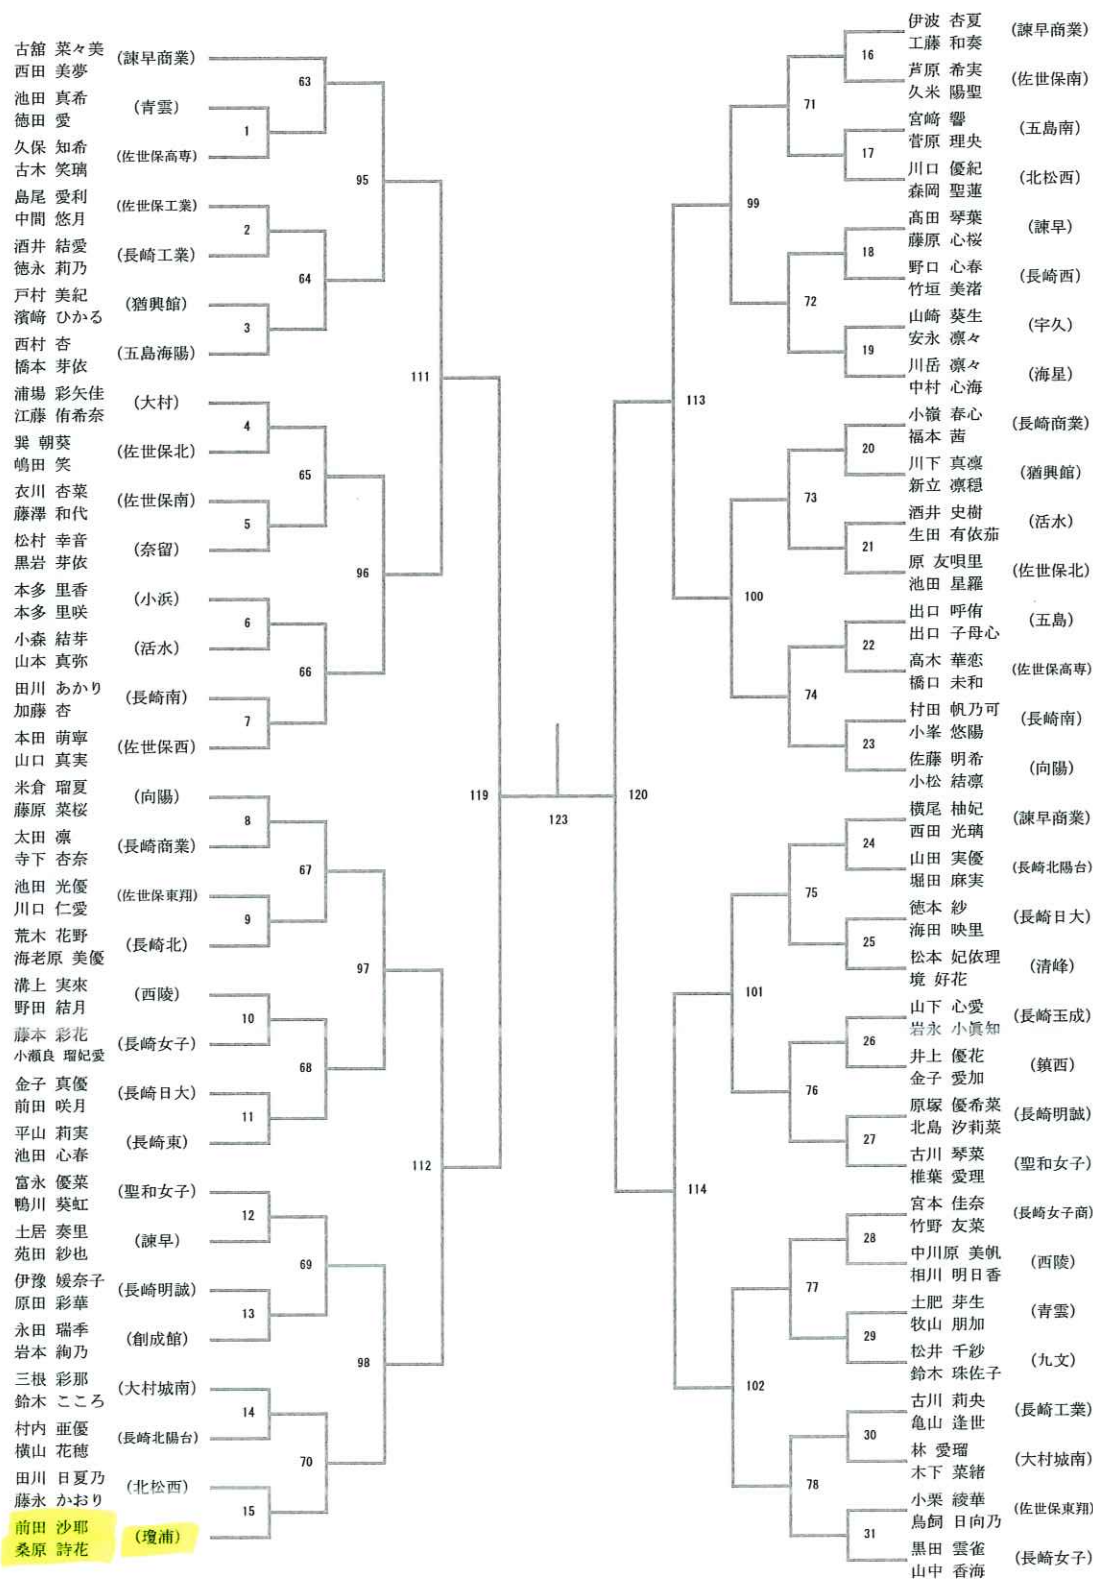 古舘 菜々美
西田 美夢
(諫早商業)
池田 真希
徳田 愛
(青雲)
久保 知希
古木 笑璃
(佐世保高専)
島尾 愛利
中間 悠月
(佐世保工業)
酒井 結愛
徳永 莉乃
(長崎工業)
戸村 美紀
濱﨑 ひかる
(猶興館)
西村 杏
橋本 芽依
(五島海陽)
浦場 彩矢佳
江藤 侑希奈
(大村)
巽 朝葵
嶋田 笑
(佐世保北)
衣川 杏菜
藤澤 和代
(佐世保南)
松村 幸音
黒岩 芽依
(奈留)
本多 里香
本多 里咲
(小浜)
小森 結芽
山本 真弥
(活水)
田川 あかり
加藤 杏
(長崎南)
本田 萌寧
山口 真実
(佐世保西)
米倉 瑠夏
藤原 菜桜
(向陽)
太田 凛
寺下 杏奈
(長崎商業)
池田 光優
川口 仁愛
(佐世保東翔)
荒木 花野
海老原 美優
(長崎北)
溝上 実來
野田 結月
(西陵)
藤本 彩花
小瀬良 瑠妃愛
(長崎女子)
金子 真優
前田 咲月
(長崎日大)
平山 莉実
池田 心春
(長崎東)
富永 優菜
鴨川 葵虹
(聖和女子)
土居 奏里
苑田 紗也
(諫早)
伊豫 媛奈子
原田 彩華
(長崎明誠)
永田 瑞季
岩本 絢乃
(創成館)
三根 彩那
鈴木 こころ
(大村城南)
村内 亜優
横山 花穂
(長崎北陽台)
田川 日夏乃
藤永 かおり
(北松西)
前田 沙耶
桑原 詩花
(瓊浦)
1
2
3
4
5
6
7
8
9
10
11
12
13
14
15
63
64
65
66
67
68
69
70
95
96
97
98
111
112
119
123
120
113
114
99
100
101
102
71
72
73
74
75
76
77
78
16
17
18
19
20
21
22
23
24
25
26
27
28
29
30
31
伊波 杏夏
工藤 和奏
(諫早商業)
芦原 希実
久米 陽聖
(佐世保南)
宮﨑 響
菅原 理央
(五島南)
川口 優紀
森岡 聖蓮
(北松西)
髙田 琴葉
藤原 心桜
(諫早)
野口 心春
竹垣 美渚
(長崎西)
山崎 葵生
安永 凛々
(宇久)
川岳 凛々
中村 心海
(海星)
小嶺 春心
福本 茜
(長崎商業)
川下 真凛
新立 凛穏
(猶興館)
酒井 史樹
生田 有依茄
(活水)
原 友唄里
池田 星羅
(佐世保北)
出口 呼侑
出口 子母心
(五島)
高木 華恋
橋口 未和
(佐世保高専)
村田 帆乃可
小峯 悠陽
(長崎南)
佐藤 明希
小松 結凛
(向陽)
横尾 柚妃
西田 光璃
(諫早商業)
山田 実優
堀田 麻実
(長崎北陽台)
徳本 紗
海田 映里
(長崎日大)
松本 妃依理
境 好花
(清峰)
山下 心愛
岩永 小眞知
(長崎玉成)
井上 優花
金子 愛加
(鎮西)
原塚 優希菜
北島 汐莉菜
(長崎明誠)
古川 琴菜
椎葉 愛理
(聖和女子)
宮本 佳奈
竹野 友菜
(長崎女子商)
中川原 美帆
相川 明日香
(西陵)
土肥 芽生
牧山 朋加
(青雲)
松井 千紗
鈴木 珠佐子
(九文)
古川 莉央
亀山 逢世
(長崎工業)
林 愛瑠
木下 菜緒
(大村城南)
小栗 綾華
鳥飼 日向乃
(佐世保東翔)
黒田 雲雀
山中 香海
(長崎女子)